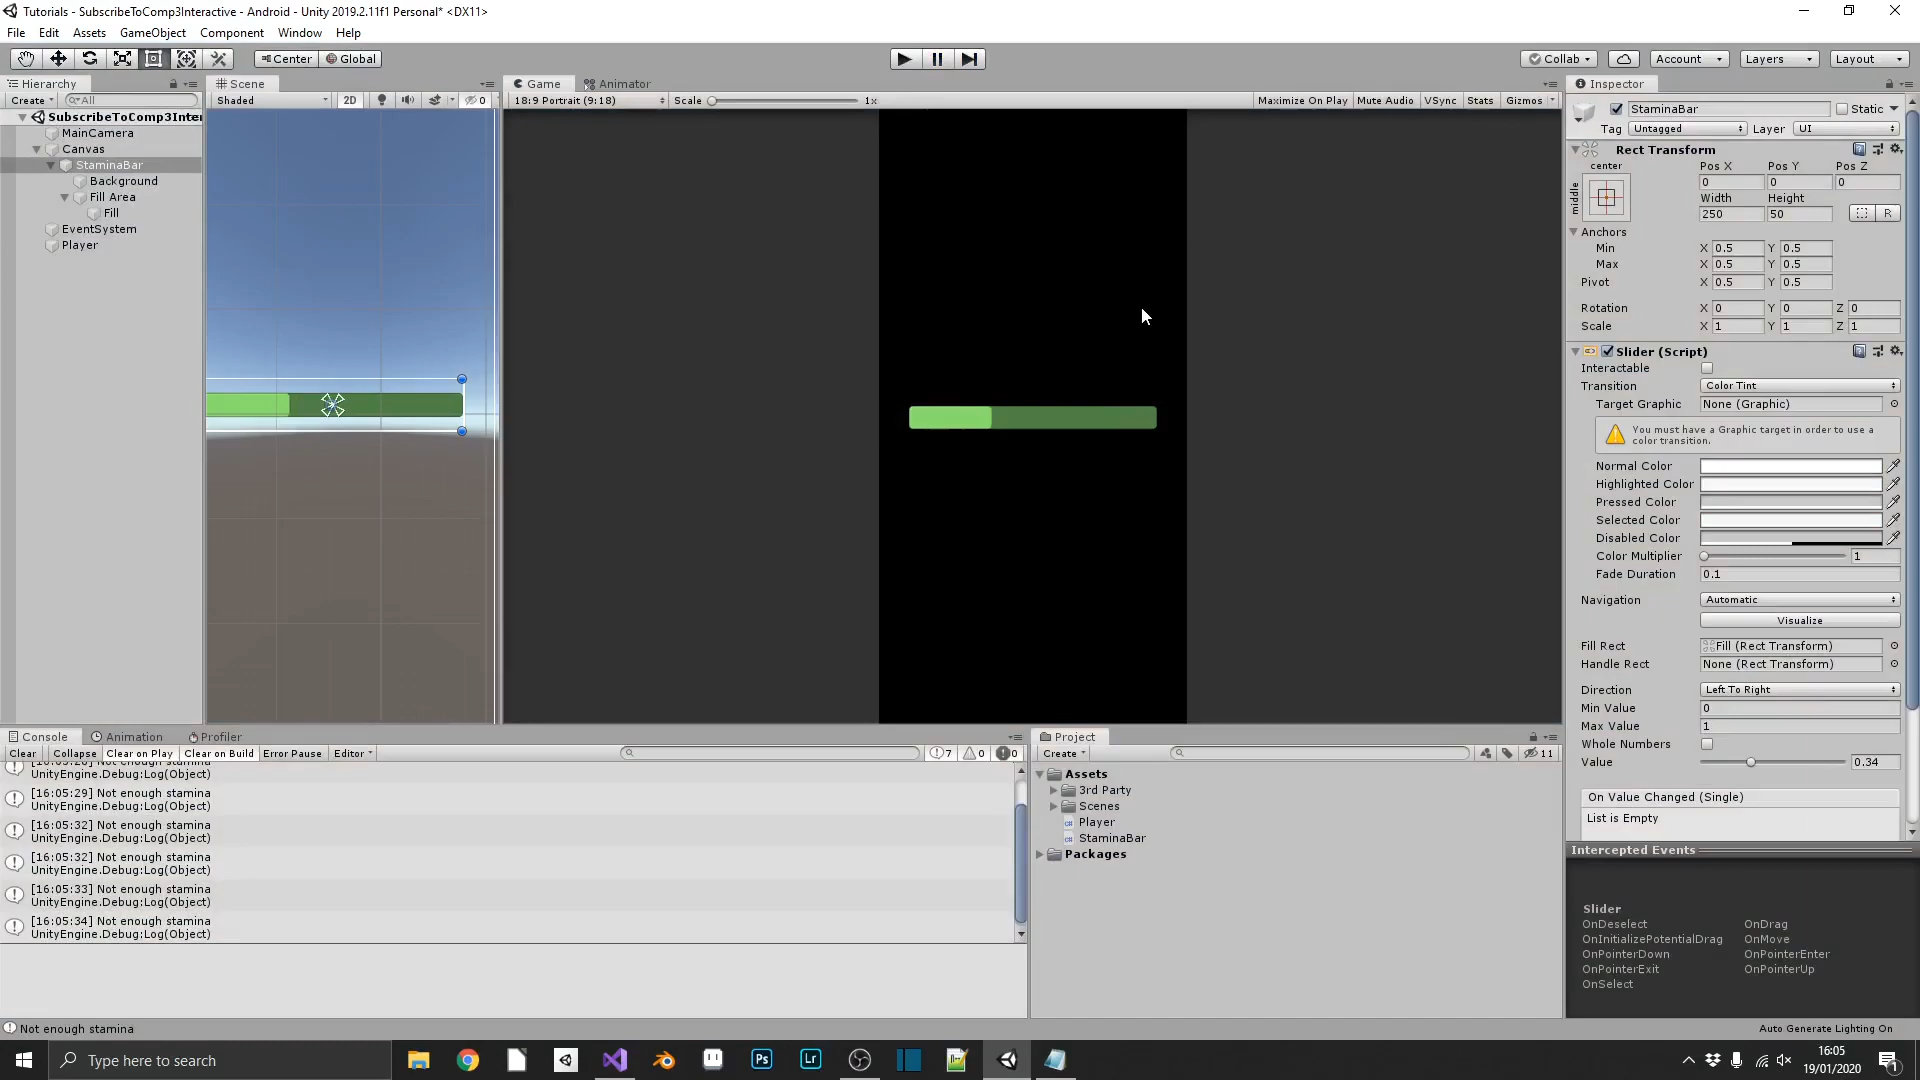 Tutorials - SubscribeToComp3Interactive - Android - Unity 2019.2.11f1 Personal* <DX11>
File Edit Assets GameObject Component Window Help
Center Global Collab Account Layers Layout
Hierarchy Scene Game Animator Inspector
Create All Shaded 2D 0 18:9 Portrait (9:18) Scale 1x Maximize On Play Mute Audio VSync Stats Gizmos
SubscribeToComp3Inter
MainCamera
Canvas
StaminaBar
Background
Fill Area
Fill
EventSystem
Player
StaminaBar Static
Tag Untagged Layer UI
Rect Transform
center Pos X Pos Y Pos Z
middle 0 0 0
Width Height
250 50 R
Anchors
Min X 0.5 Y 0.5
Max X 0.5 Y 0.5
Pivot X 0.5 Y 0.5
Rotation X 0 Y 0 Z 0
Scale X 1 Y 1 Z 1
Slider (Script)
Interactable
Transition Color Tint
Target Graphic None (Graphic)
You must have a Graphic target in order to use a
color transition.
Normal Color
Highlighted Color
Pressed Color
Selected Color
Disabled Color
Color Multiplier 1
Fade Duration 0.1
Navigation Automatic
Visualize
Fill Rect Fill (Rect Transform)
Handle Rect None (Rect Transform)
Direction Left To Right
Min Value 0
Max Value 1
Whole Numbers
Value 0.34
On Value Changed (Single)
List is Empty
Intercepted Events
Slider
OnDeselect OnDrag
OnInitializePotentialDrag OnMove
OnPointerDown OnPointerEnter
OnPointerExit OnPointerUp
OnSelect
Console Animation Profiler
Clear Collapse Clear on Play Clear on Build Error Pause Editor 7 0 0
Not enough stamina
UnityEngine.Debug:Log(Object)
[16:05:29] Not enough stamina
UnityEngine.Debug:Log(Object)
[16:05:32] Not enough stamina
UnityEngine.Debug:Log(Object)
[16:05:32] Not enough stamina
UnityEngine.Debug:Log(Object)
[16:05:33] Not enough stamina
UnityEngine.Debug:Log(Object)
[16:05:34] Not enough stamina
UnityEngine.Debug:Log(Object)
Project
Create 11
Assets
3rd Party
Scenes
Player
StaminaBar
Packages
Not enough stamina
Auto Generate Lighting On
Type here to search
Ps Lr
16:05
19/01/2020
1